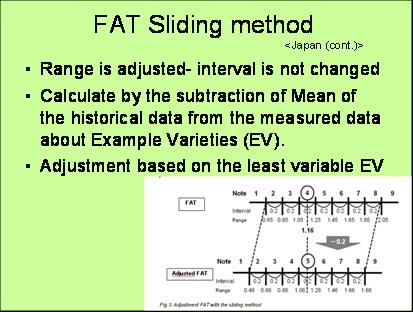 FAT Sliding method
<Japan (cont.)>
▪ Range is adjusted- interval is not changed
▪ Calculate by the subtraction of Mean of
the historical data from the measured data
about Example Varieties (EV).
▪ Adjustment based on the least variable EV
Note 1 2 3 4 5 6 7 8 9
FAT
Interval 0.2 0.2 0.2 0.2 0.2 0.2 0.2
Range 0.65 0.85 1.05 1.25 1.45 1.65 1.85 2.05
1.16
−0.2
Note 1 2 3 4 5 6 7 8 9
Adjusted FAT
Interval 0.2 0.2 0.2 0.2 0.2 0.2 0.2
Range 0.46 0.66 0.86 1.06 1.26 1.46 1.66 1.86
Fig.3: Adjustment FAT with the sliding method